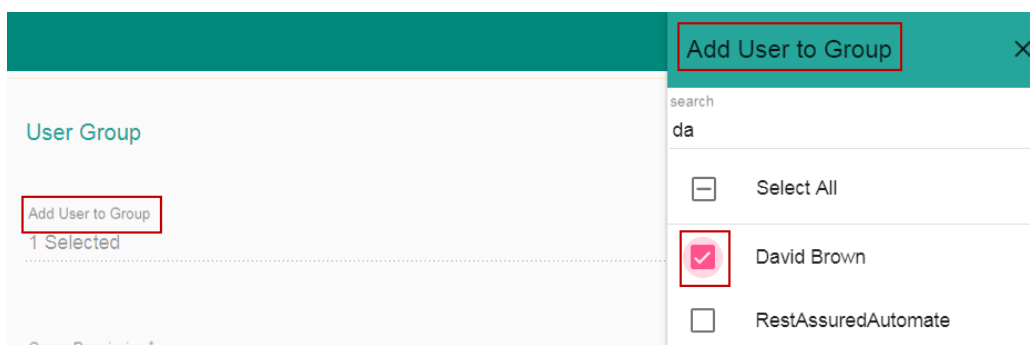 Add User to Group
search
da
User Group
Select All
Add User to Group
1 Selected
David Brown
RestAssuredAutomate